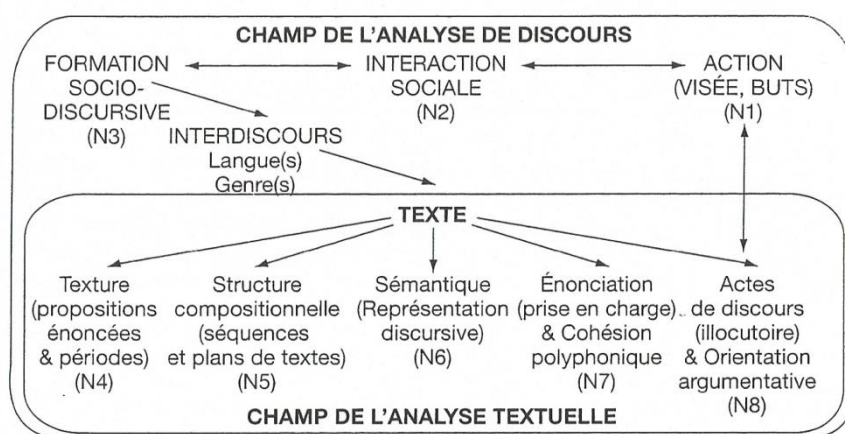 CHAMP DE L'ANALYSE DE DISCOURS
FORMATION
SOCIO-
DISCURSIVE
(N3)
INTERACTION
SOCIALE
(N2)
ACTION
(VISÉE, BUTS)
(N1)
INTERDISCOURS
Langue(s)
Genre(s)
TEXTE
Texture
(propositions
énoncées
& périodes)
(N4)
Structure
compositionnelle
(séquences
et plans de textes)
(N5)
Sémantique
(Représentation
discursive)
(N6)
Énonciation
(prise en charge)
& Cohésion
polyphonique
(N7)
Actes
de discours
(illocutoire)
& Orientation
argumentative
(N8)
CHAMP DE L'ANALYSE TEXTUELLE